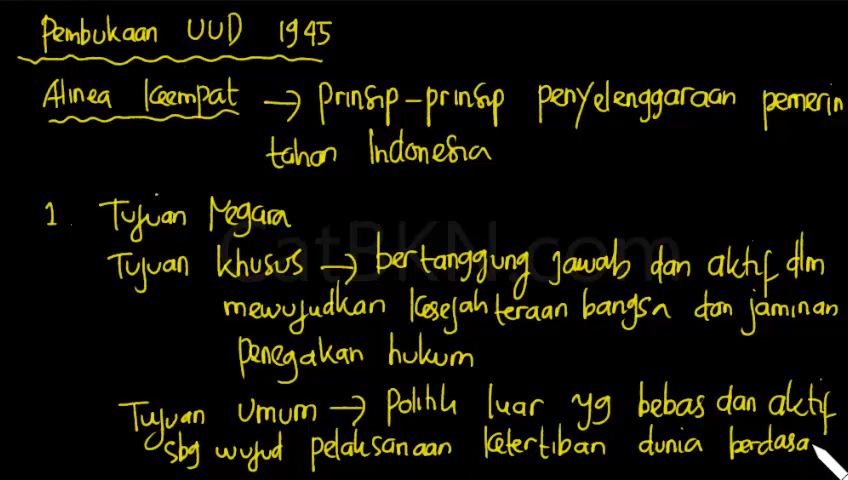 Pembukaan UUD 1945
Alinea Keempat → Prinsip-prinsip penyelenggaraan pemerin
tahan Indonesia
1. Tujuan Negara
CatBKN.com
Tujuan khusus → bertanggung jawab dan aktif dlm
mewujudkan kesejahteraan bangsa dan jaminan
penegakan hukum
Tujuan umum → Politik luar yg bebas dan aktif
sbg wujud pelaksanaan ketertiban dunia berdasa